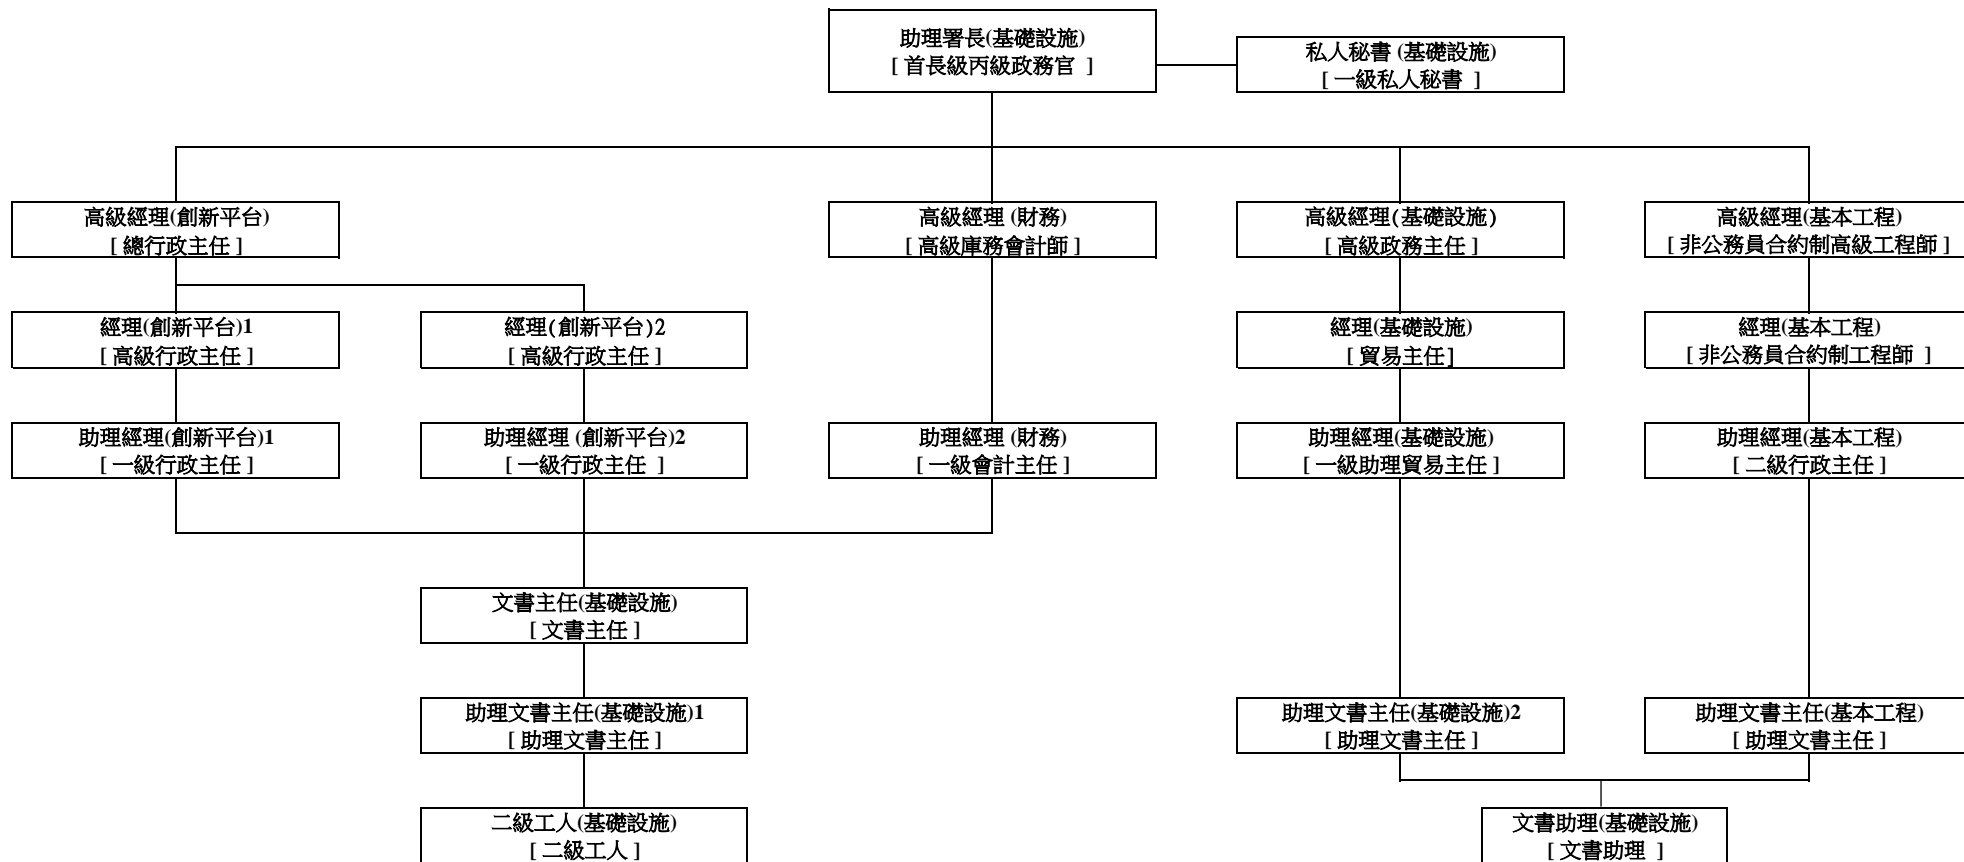 助理署長(基礎設施)
[ 首長級丙級政務官 ]
私人秘書 (基礎設施)
[ 一級私人秘書 ]
高級經理(創新平台)
[ 總行政主任 ]
高級經理 (財務)
[ 高級庫務會計師 ]
高級經理(基礎設施)
[ 高級政務主任 ]
高級經理(基本工程)
[ 非公務員合約制高級工程師 ]
經理(創新平台)1
[ 高級行政主任 ]
經理(創新平台)2
[ 高級行政主任 ]
經理(基礎設施)
[ 貿易主任]
經理(基本工程)
[ 非公務員合約制工程師 ]
助理經理(創新平台)1
[ 一級行政主任 ]
助理經理 (創新平台)2
[ 一級行政主任 ]
助理經理 (財務)
[ 一級會計主任 ]
助理經理(基礎設施)
[ 一級助理貿易主任 ]
助理經理(基本工程)
[ 二級行政主任 ]
文書主任(基礎設施)
[ 文書主任 ]
助理文書主任(基礎設施)1
[ 助理文書主任 ]
助理文書主任(基礎設施)2
[ 助理文書主任 ]
助理文書主任(基本工程)
[ 助理文書主任 ]
二級工人(基礎設施)
[ 二級工人 ]
文書助理(基礎設施)
[ 文書助理 ]